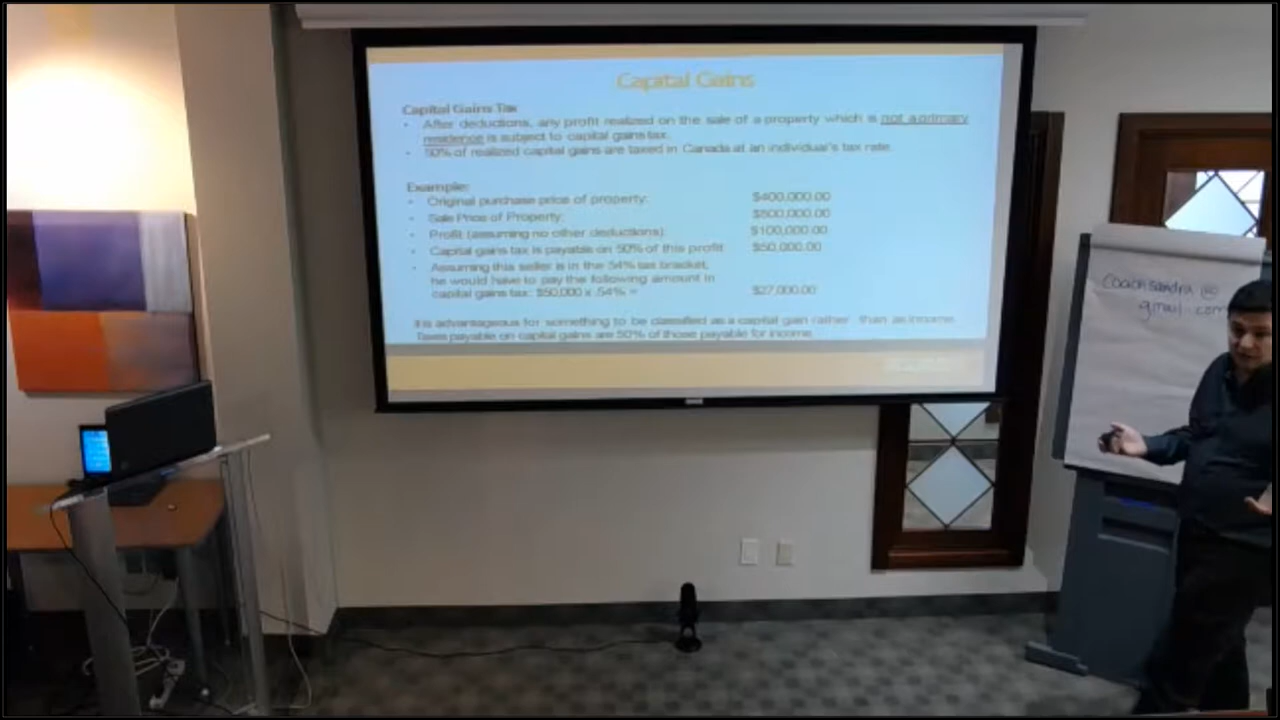 Capital Gains
Capital Gains Tax
• After deductions, any profit realized on the sale of a property which is not a primary
residence is subject to capital gains tax.
• 50% of realized capital gains are taxed in Canada at an individual's tax rate.
Example:
• Original purchase price of property: $400,000.00
• Sale Price of Property: $500,000.00
• Profit (assuming no other deductions): $100,000.00
• Capital gains tax is payable on 50% of this profit $50,000.00
• Assuming this seller is in the 54% tax bracket,
he would have to pay the following amount in
capital gains tax: $50,000 x .54% = $27,000.00
It is advantageous for something to be classified as a capital gain rather than as income.
Taxes payable on capital gains are 50% of those payable for income.
Coach sandra @
gmail.com